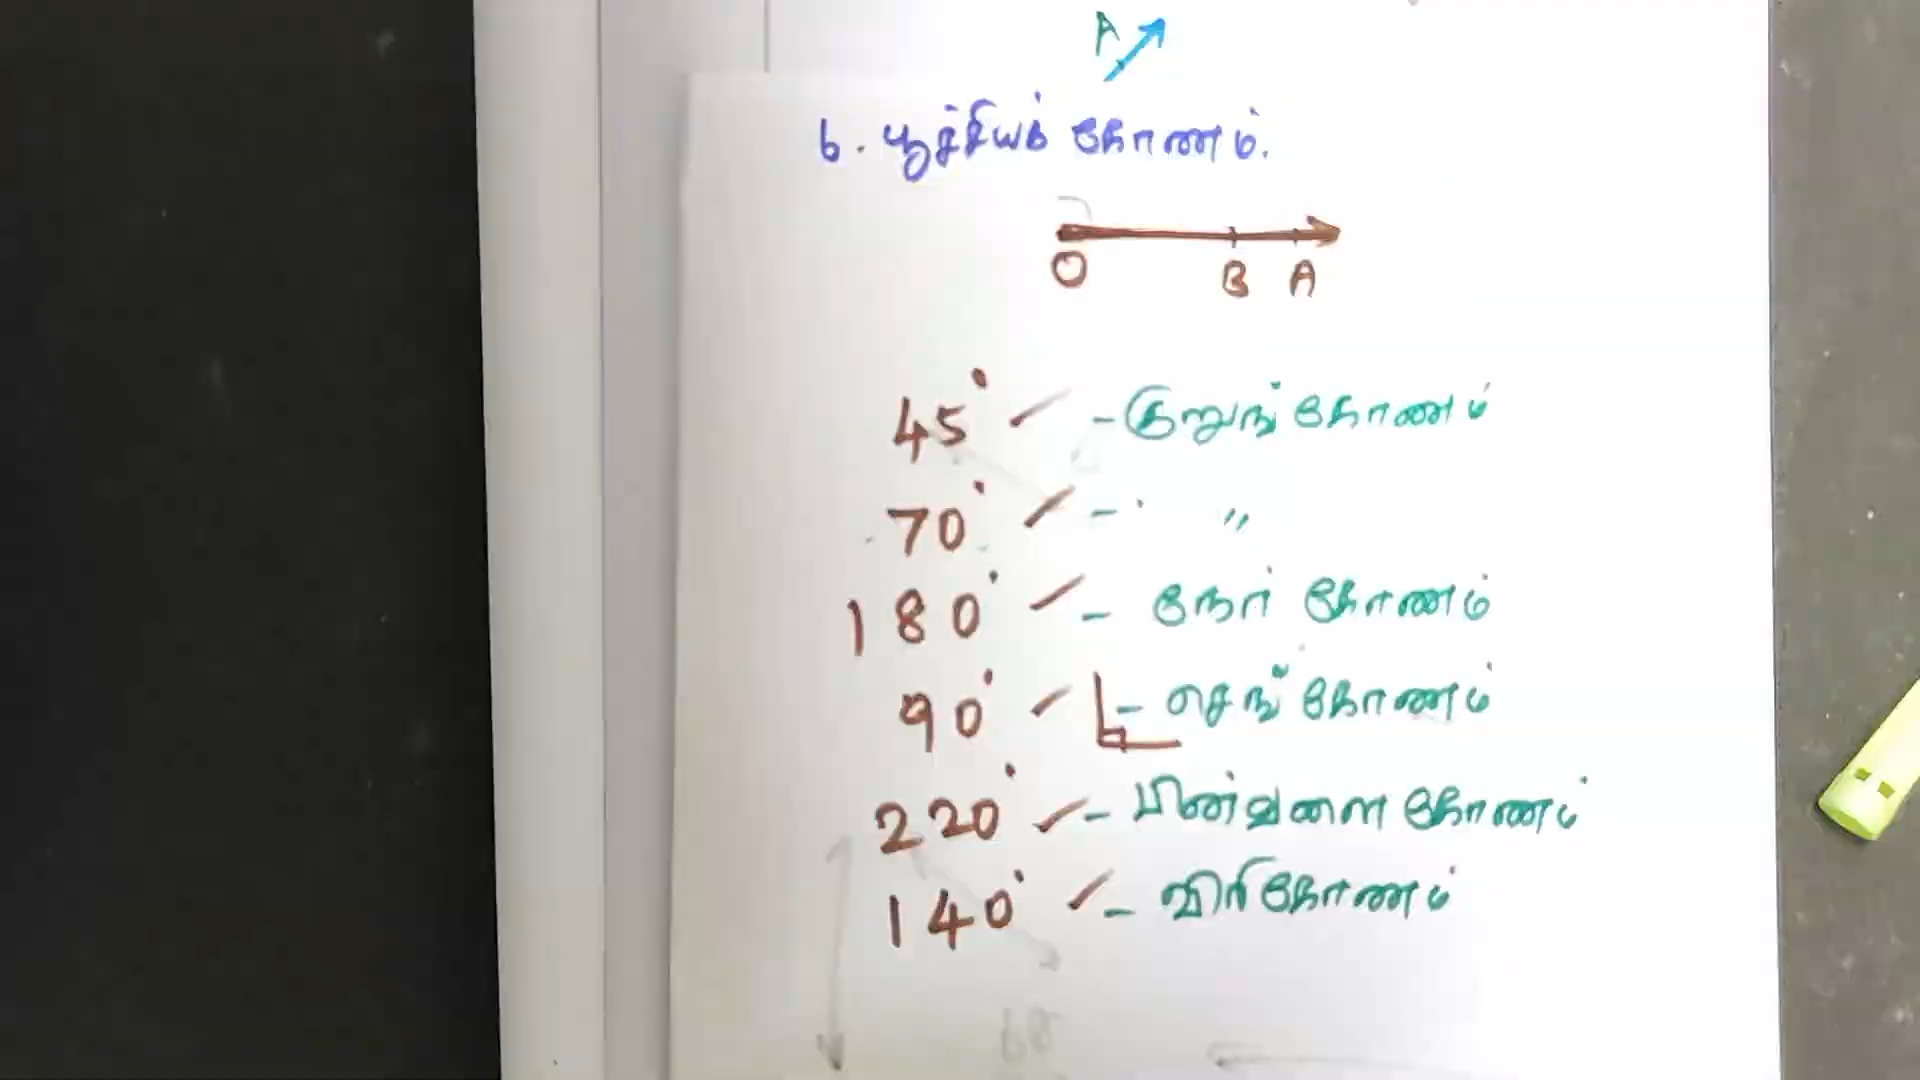 A
6. பூச்சியக் கோணம்.
O B A
45° - குறுங் கோணம்
70° - "
180° - நேர் கோணம்
90° - செங் கோணம்
220° - பின்வளை கோணம்
140° - விரிகோணம்